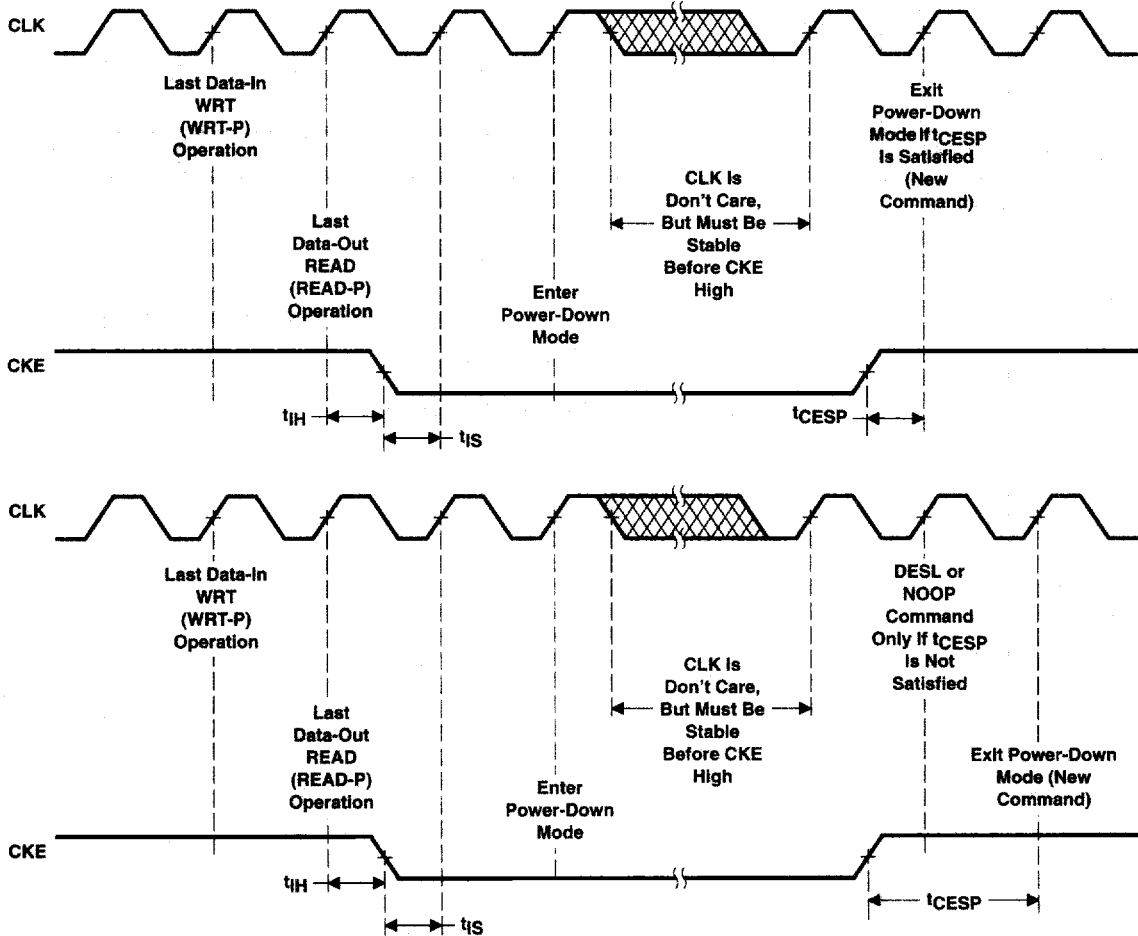 CLK
Last Data-In
WRT
(WRT-P)
Operation
Last
Data-Out
READ
(READ-P)
Operation
Enter
Power-Down
Mode
CLK Is
Don't Care,
But Must Be
Stable
Before CKE
High
Exit
Power-Down
Mode If tCESP
Is Satisfied
(New
Command)
CKE
tIH
tIS
tCESP
CLK
Last Data-In
WRT
(WRT-P)
Operation
Last
Data-Out
READ
(READ-P)
Operation
Enter
Power-Down
Mode
CLK Is
Don't Care,
But Must Be
Stable
Before CKE
High
DESL or
NOOP
Command
Only If tCESP
Is Not
Satisfied
Exit Power-Down
Mode (New
Command)
CKE
tIH
tIS
tCESP